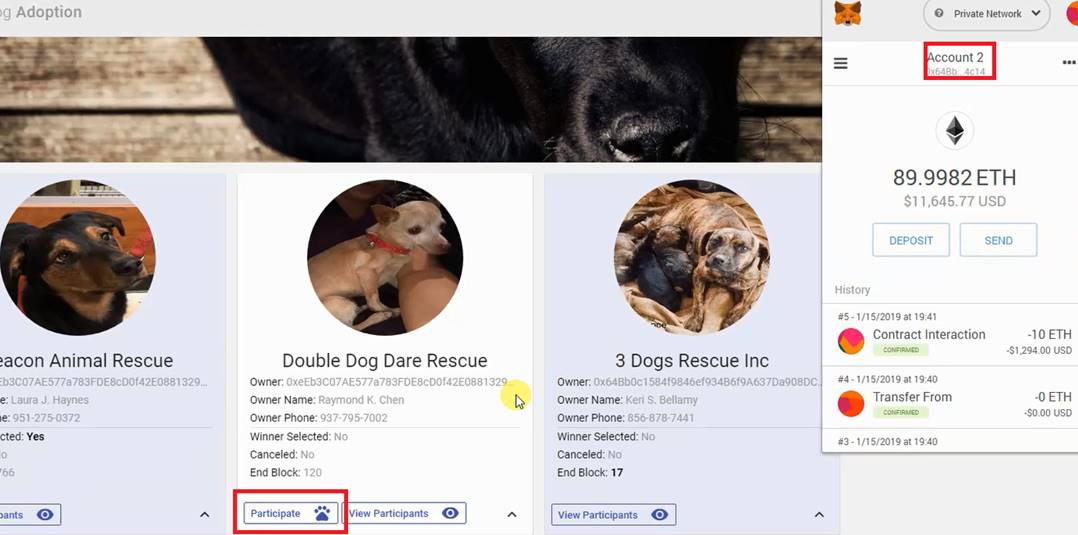 og Adoption
Private Network
Account 2
0x64Bb...4c14
89.9982 ETH
$11,645.77 USD
DEPOSIT
SEND
History
#5 - 1/15/2019 at 19:41
Contract Interaction
-10 ETH
CONFIRMED
-$1,294.00 USD
#4 - 1/15/2019 at 19:40
Transfer From
-0 ETH
CONFIRMED
-$0.00 USD
#3 - 1/15/2019 at 19:40
eacon Animal Rescue
Eb3C07AE577a783FDE8cD0f42E0881329...
e: Laura J. Haynes
ne: 951-275-0372
cted: Yes
lo
766
pants
Double Dog Dare Rescue
Owner: 0xeEb3C07AE577a783FDE8cD0f42E0881329...
Owner Name: Raymond K. Chen
Owner Phone: 937-795-7002
Winner Selected: No
Canceled: No
End Block: 120
Participate
View Participants
3 Dogs Rescue Inc
Owner: 0x64Bb0c1584f9846ef934B6f9A637Da908DC...
Owner Name: Keri S. Bellamy
Owner Phone: 856-878-7441
Winner Selected: No
Canceled: No
End Block: 17
View Participants